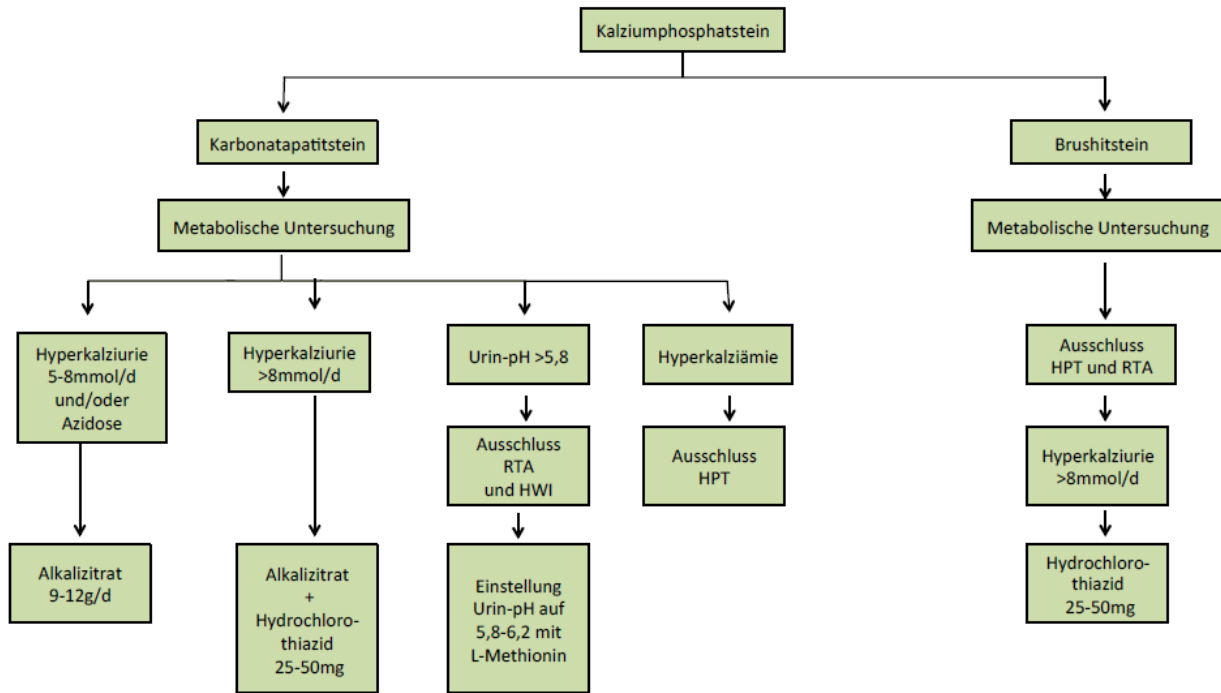 Kalziumphosphatstein
Karbonatapatitstein
Brushitstein
Metabolische Untersuchung
Metabolische Untersuchung
Hyperkalziurie
5-8mmol/d
und/oder
Azidose
Hyperkalziurie
>8mmol/d
Urin-pH >5,8
Hyperkalziämie
Ausschluss
HPT und RTA
Ausschluss
RTA
und HWI
Ausschluss
HPT
Hyperkalziurie
>8mmol/d
Alkalizitrat
9-12g/d
Alkalizitrat
+
Hydrochloro-
thiazid
25-50mg
Einstellung
Urin-pH auf
5,8-6,2 mit
L-Methionin
Hydrochloro-
thiazid
25-50mg